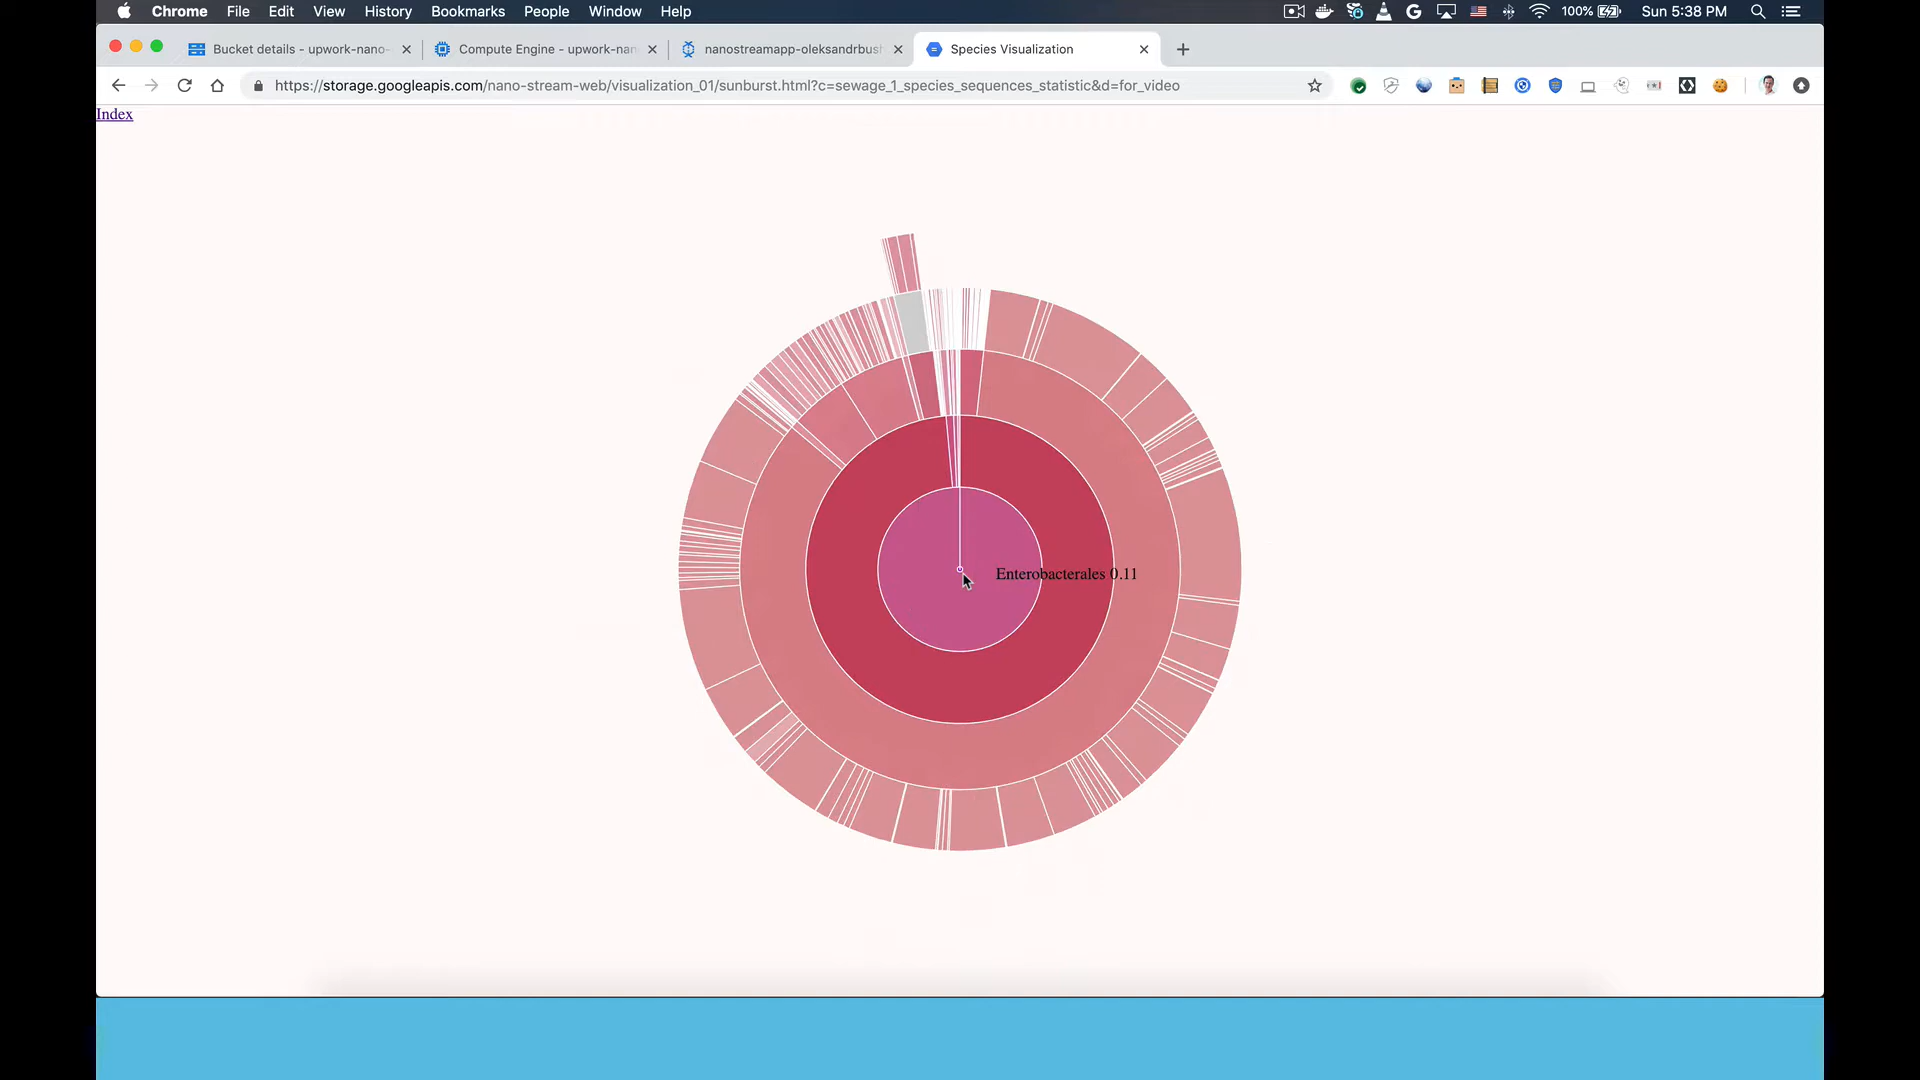 Chrome File Edit View History Bookmarks People Window Help 100% Sun 5:38 PM
Bucket details - upwork-nano- Compute Engine - upwork-nan nanostreamapp-oleksandrbush Species Visualization
https://storage.googleapis.com/nano-stream-web/visualization_01/sunburst.html?c=sewage_1_species_sequences_statistic&d=for_video
Index
Enterobacterales 0.11